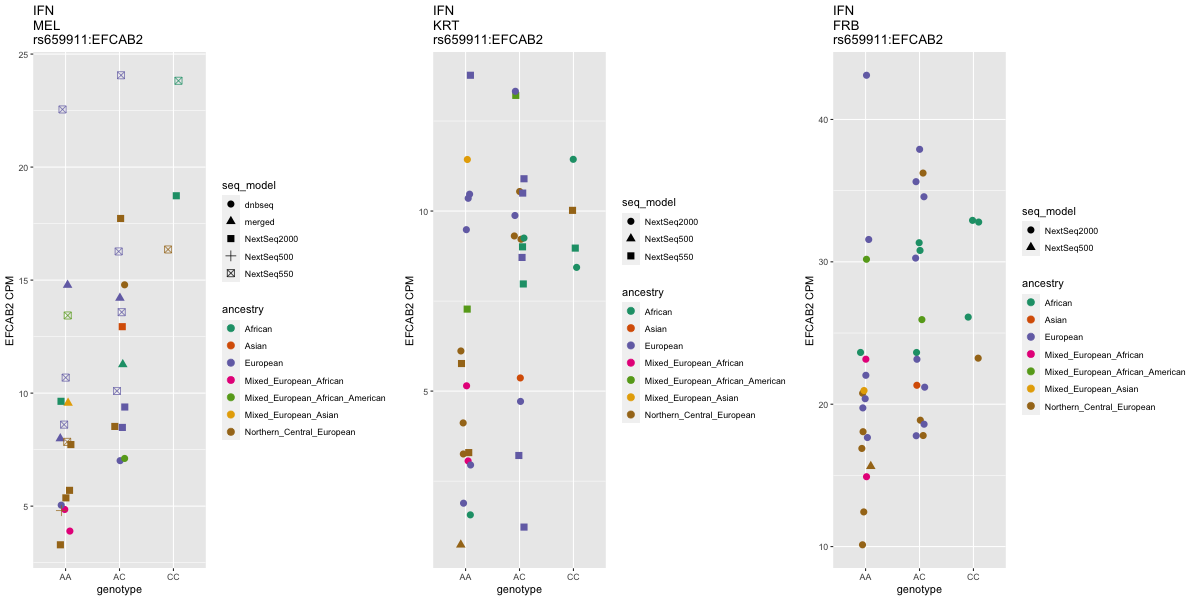 IFN
MEL
rs659911:EFCAB2
25
20
15
10
5
EFCAB2 CPM
AA
AC
CC
genotype
seq_model
dnbseq
merged
NextSeq2000
NextSeq500
NextSeq550
ancestry
African
Asian
European
Mixed_European_African
Mixed_European_African_American
Mixed_European_Asian
Northern_Central_European
IFN
KRT
rs659911:EFCAB2
10
5
EFCAB2 CPM
AA
AC
CC
genotype
seq_model
NextSeq2000
NextSeq500
NextSeq550
ancestry
African
Asian
European
Mixed_European_African
Mixed_European_African_American
Mixed_European_Asian
Northern_Central_European
IFN
FRB
rs659911:EFCAB2
40
30
20
10
EFCAB2 CPM
AA
AC
CC
genotype
seq_model
NextSeq2000
NextSeq500
ancestry
African
Asian
European
Mixed_European_African
Mixed_European_African_American
Mixed_European_Asian
Northern_Central_European